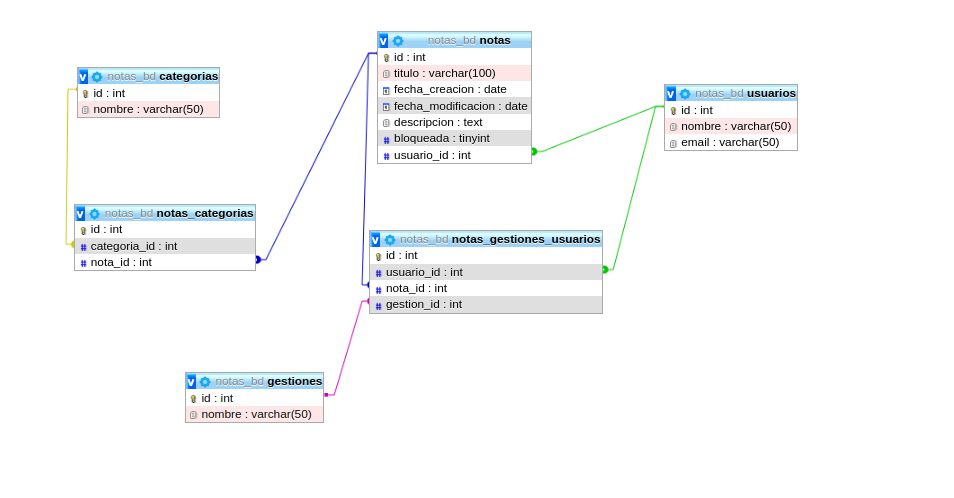 v notas_bd notas
id : int
titulo : varchar(100)
fecha_creacion : date
fecha_modificacion : date
descripcion : text
bloqueada : tinyint
usuario_id : int
v notas_bd categorias
id : int
nombre : varchar(50)
v notas_bd usuarios
id : int
nombre : varchar(50)
email : varchar(50)
v notas_bd notas_categorias
id : int
categoria_id : int
nota_id : int
v notas_bd notas_gestiones_usuarios
id : int
usuario_id : int
nota_id : int
gestion_id : int
v notas_bd gestiones
id : int
nombre : varchar(50)